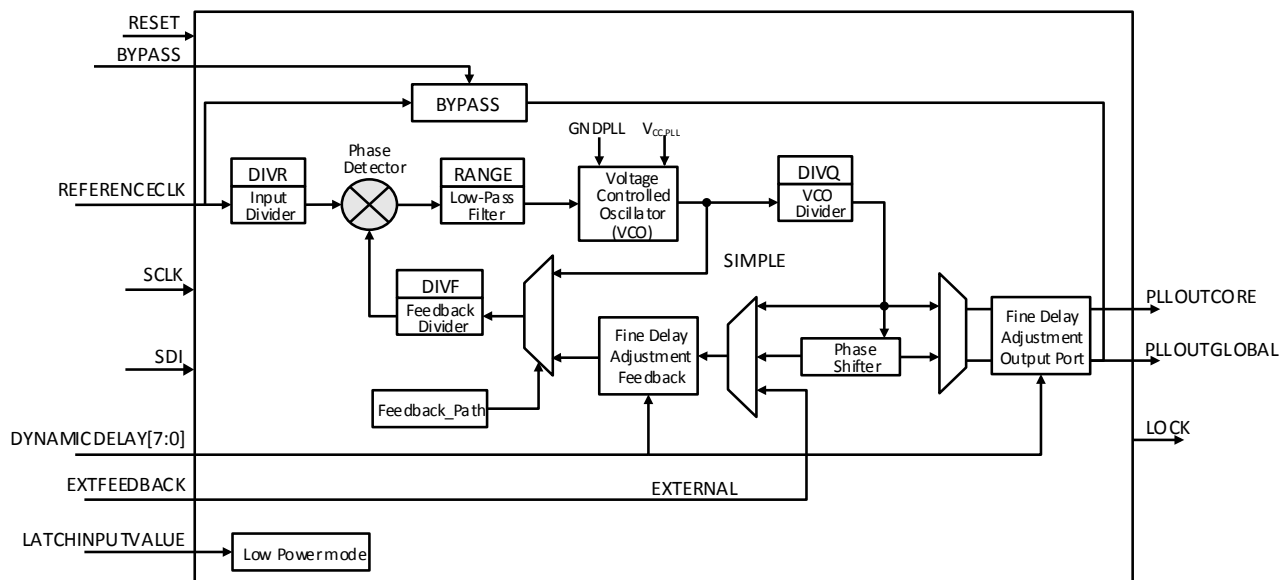 RESET
BYPASS
BYPASS
GNDPLL
VCCPLL
Phase
Detector
DIVR
RANGE
DIVQ
REFERENCECLK
Input
Divider
Low-Pass
Filter
Voltage
Controlled
Oscillator
(VCO)
VCO
Divider
SIMPLE
SCLK
DIVF
Feedback
Divider
Fine Delay
Adjustment
Feedback
Phase
Shifter
Fine Delay
Adjustment
Output Port
PLLOUTCORE
PLLOUTGLOBAL
SDI
Feedback_Path
DYNAMICDELAY[7:0]
LOCK
EXTFEEDBACK
EXTERNAL
LATCHINPUTVALUE
Low Power mode